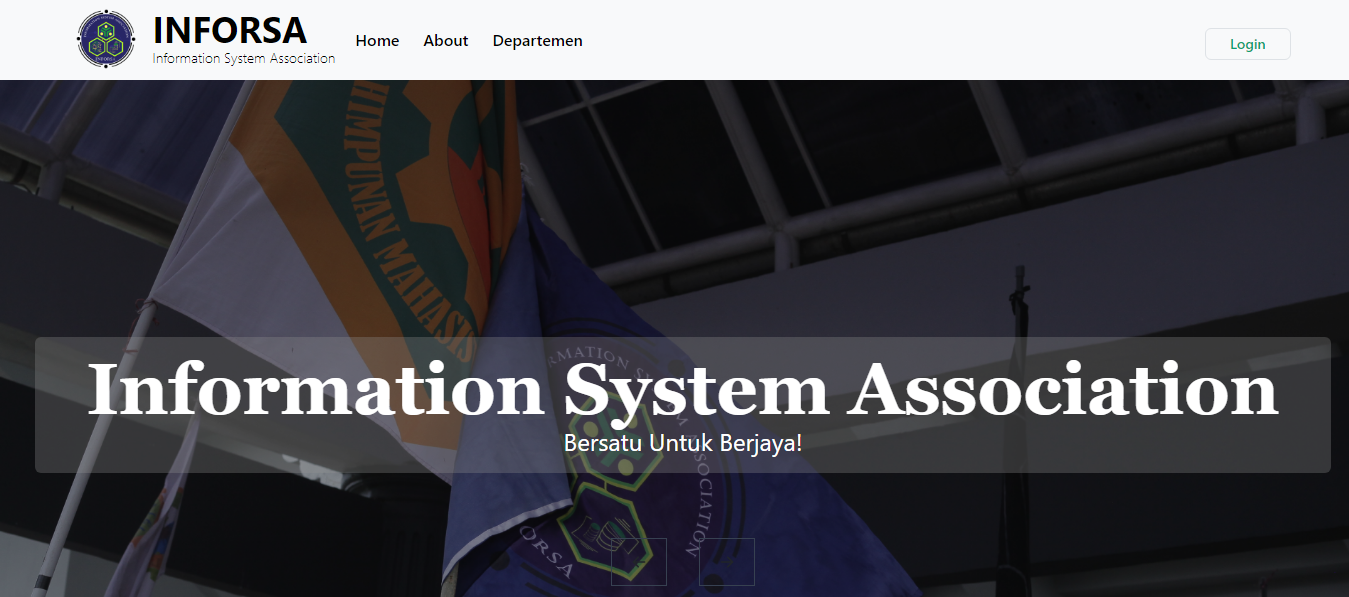 INFORSA
Information System Association
Home
About
Departemen
Login
HIMPUNAN MAHASIS
INFORMATION SYSTEM ASSOCIATION
Information System Association
Bersatu Untuk Berjaya!
ORSA